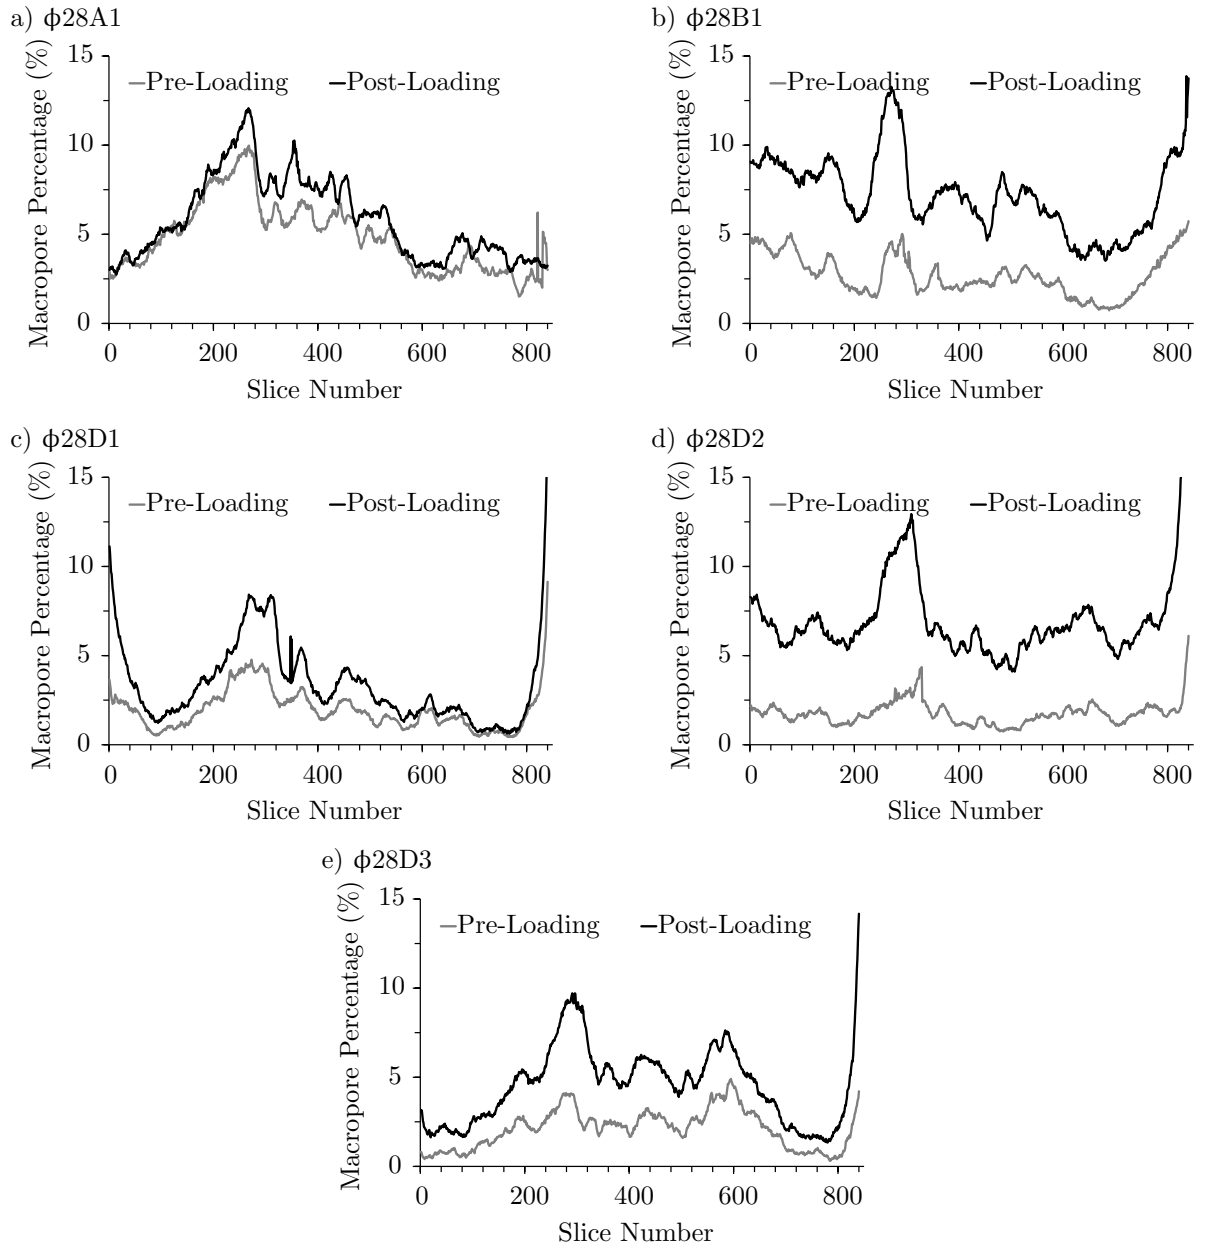 a) ϕ28A1
Macropore Percentage (%)
15
10
5
0
Pre-Loading
Post-Loading
0 200 400 600 800
Slice Number
b) ϕ28B1
Macropore Percentage (%)
15
10
5
0
Pre-Loading
Post-Loading
0 200 400 600 800
Slice Number
c) ϕ28D1
Macropore Percentage (%)
15
10
5
0
Pre-Loading
Post-Loading
0 200 400 600 800
Slice Number
d) ϕ28D2
Macropore Percentage (%)
15
10
5
0
Pre-Loading
Post-Loading
0 200 400 600 800
Slice Number
e) ϕ28D3
Macropore Percentage (%)
15
10
5
0
Pre-Loading
Post-Loading
0 200 400 600 800
Slice Number